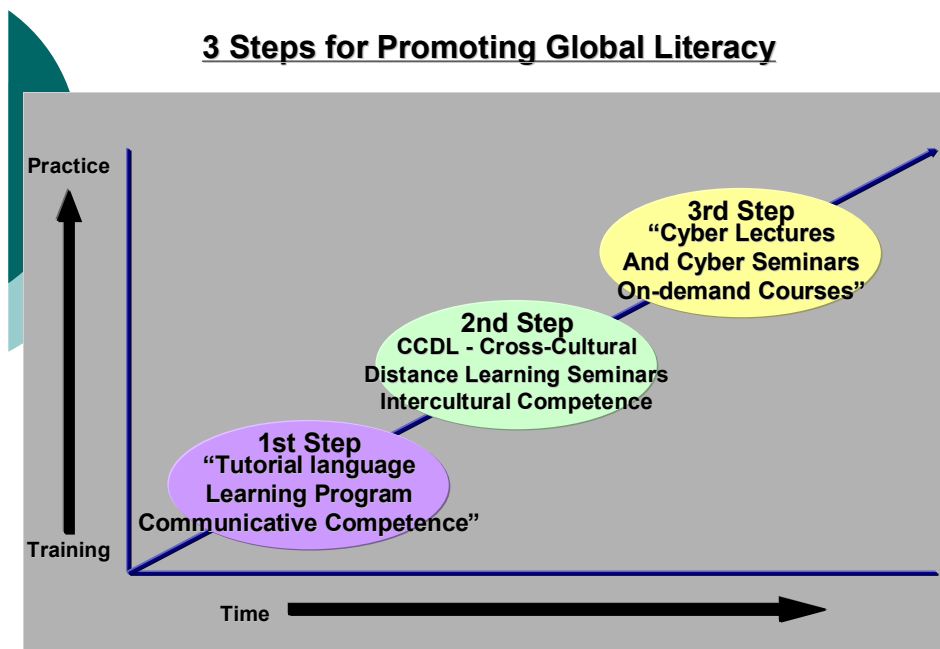 3 Steps for Promoting Global Literacy
Practice
3rd Step
“Cyber Lectures
And Cyber Seminars
On-demand Courses”
2nd Step
CCDL - Cross-Cultural
Distance Learning Seminars
Intercultural Competence
1st Step
“Tutorial language
Learning Program
Communicative Competence”
Training
Time